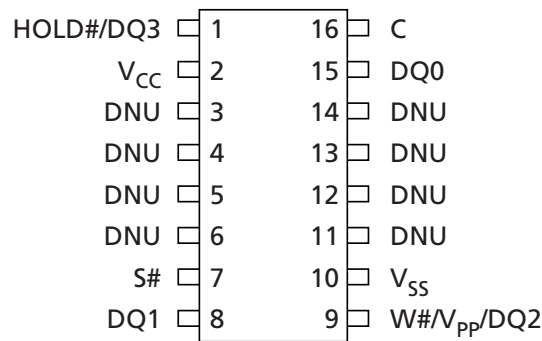 HOLD#/DQ3 1 16 C
VCC 2 15 DQ0
DNU 3 14 DNU
DNU 4 13 DNU
DNU 5 12 DNU
DNU 6 11 DNU
S# 7 10 VSS
DQ1 8 9 W#/VPP/DQ2